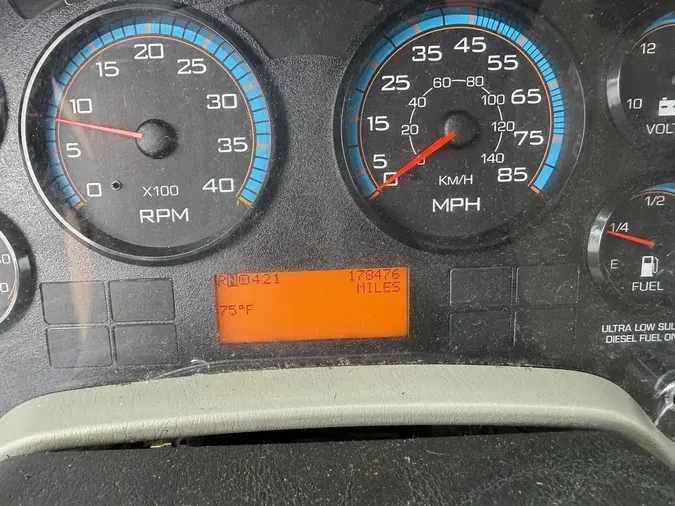 20
15
25
10
30
5
35
0
40
X100
RPM
45
35
55
25
65
15
75
5
85
0
60 80
40
100
20
120
0
140
KM/H
MPH
12
10
VOLT
1/2
1/4
E
FUEL
RND421 178476
MILES
75°F
ULTRA LOW SUL
DIESEL FUEL ON